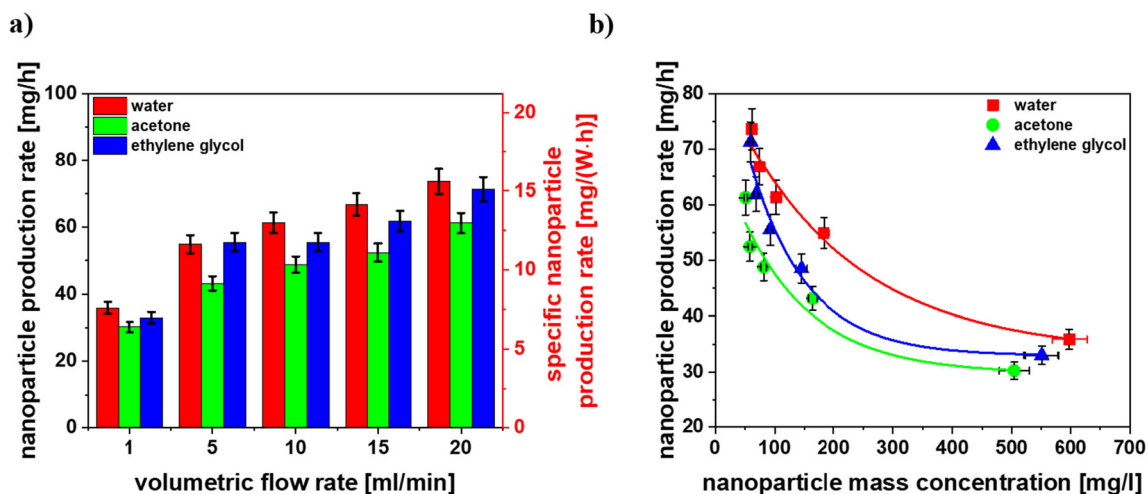 a)
nanoparticle production rate [mg/h]
100
80
60
40
20
0
water
acetone
ethylene glycol
1
5
10
15
20
volumetric flow rate [ml/min]
20
15
10
5
0
specific nanoparticle
production rate [mg/(W·h)]
b)
nanoparticle production rate [mg/h]
80
70
60
50
40
30
20
water
acetone
ethylene glycol
0
100
200
300
400
500
600
700
nanoparticle mass concentration [mg/l]